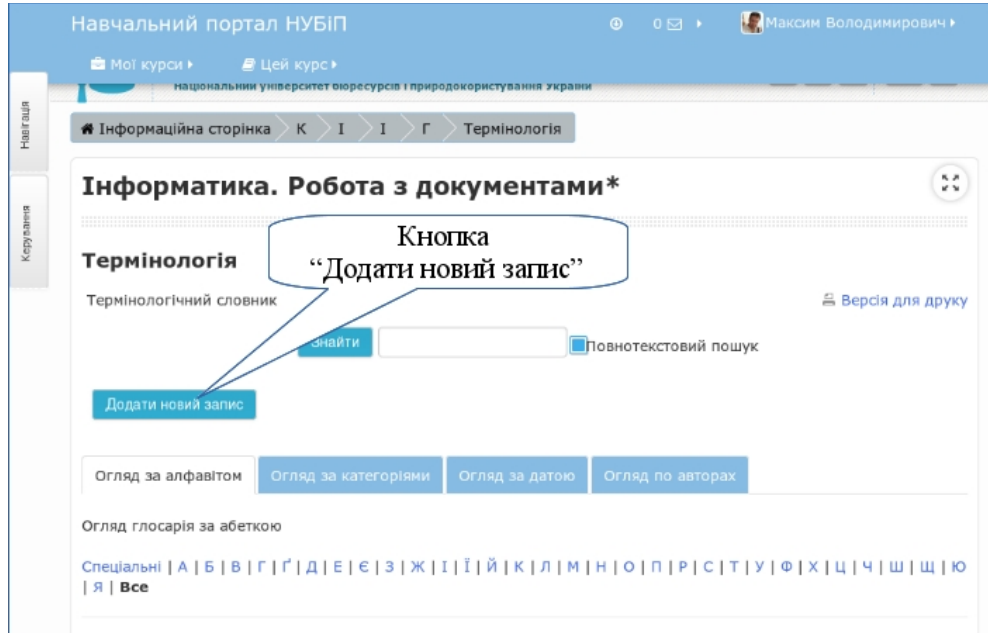 Навчальний портал НУБіП
0
Максим Володимирович
Мої курси
Цей курс
Національний університет біоресурсів і природокористування України
Навігація
Керування
Інформаційна сторінка К І І Г Термінологія
Інформатика. Робота з документами*
Кнопка
“Додати новий запис”
Термінологія
Термінологічний словник
Версія для друку
Знайти
Повнотекстовий пошук
Додати новий запис
Огляд за алфавітом Огляд за категоріями Огляд за датою Огляд по авторах
Огляд глосарія за абеткою
Спеціальні | А | Б | В | Г | Ґ | Д | Е | Є | З | Ж | І | Ї | Й | К | Л | М | Н | О | П | Р | С | Т | У | Ф | Х | Ц | Ч | Ш | Щ | Ю
| Я | Все